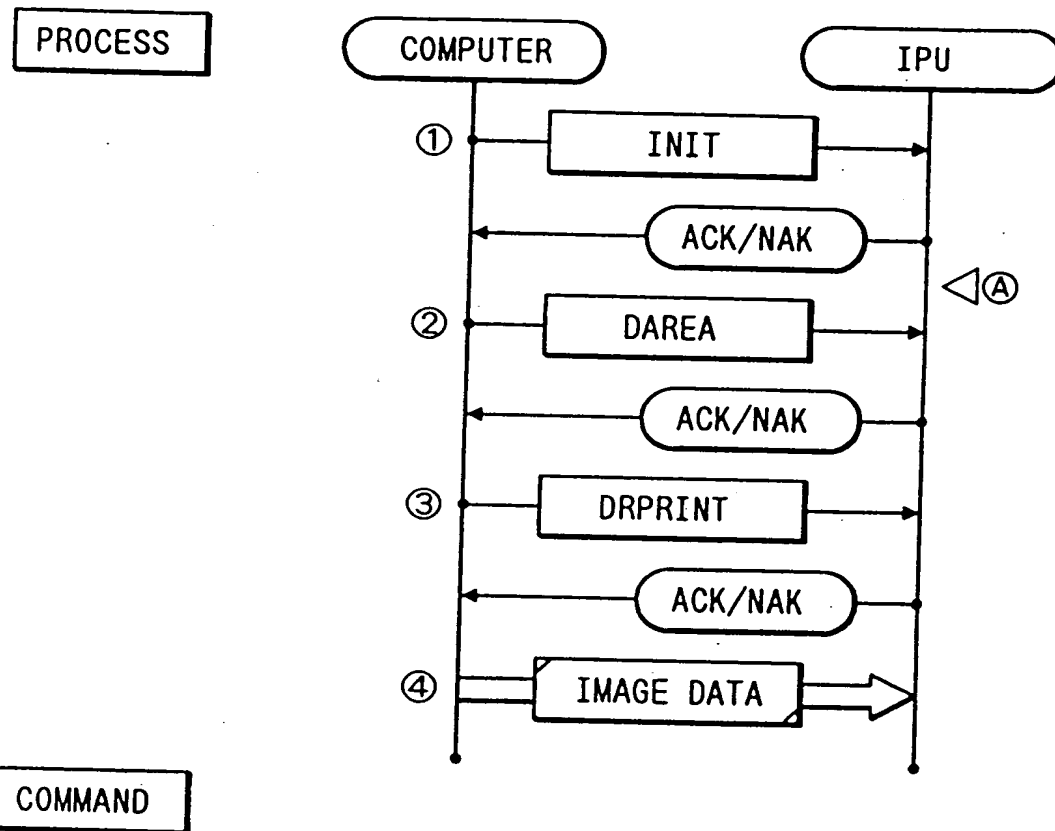 PROCESS
COMPUTER
IPU
① INIT
ACK/NAK
Ⓐ
② DAREA
ACK/NAK
③ DRPRINT
ACK/NAK
④ IMAGE DATA
COMMAND